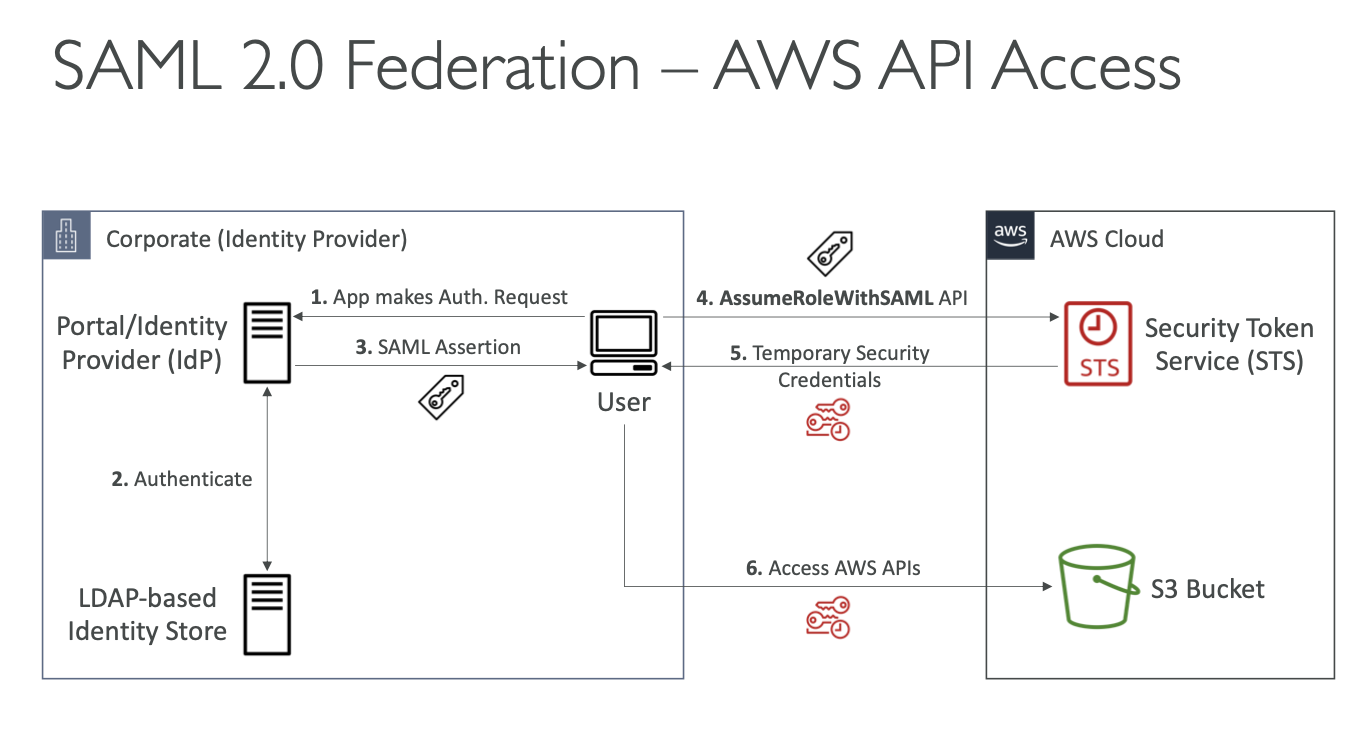 SAML 2.0 Federation – AWS API Access
Corporate (Identity Provider)
aws
AWS Cloud
1. App makes Auth. Request
4. AssumeRoleWithSAML API
Portal/Identity
Provider (IdP)
3. SAML Assertion
5. Temporary Security
Credentials
STS
Security Token
Service (STS)
User
2. Authenticate
6. Access AWS APIs
LDAP-based
Identity Store
S3 Bucket